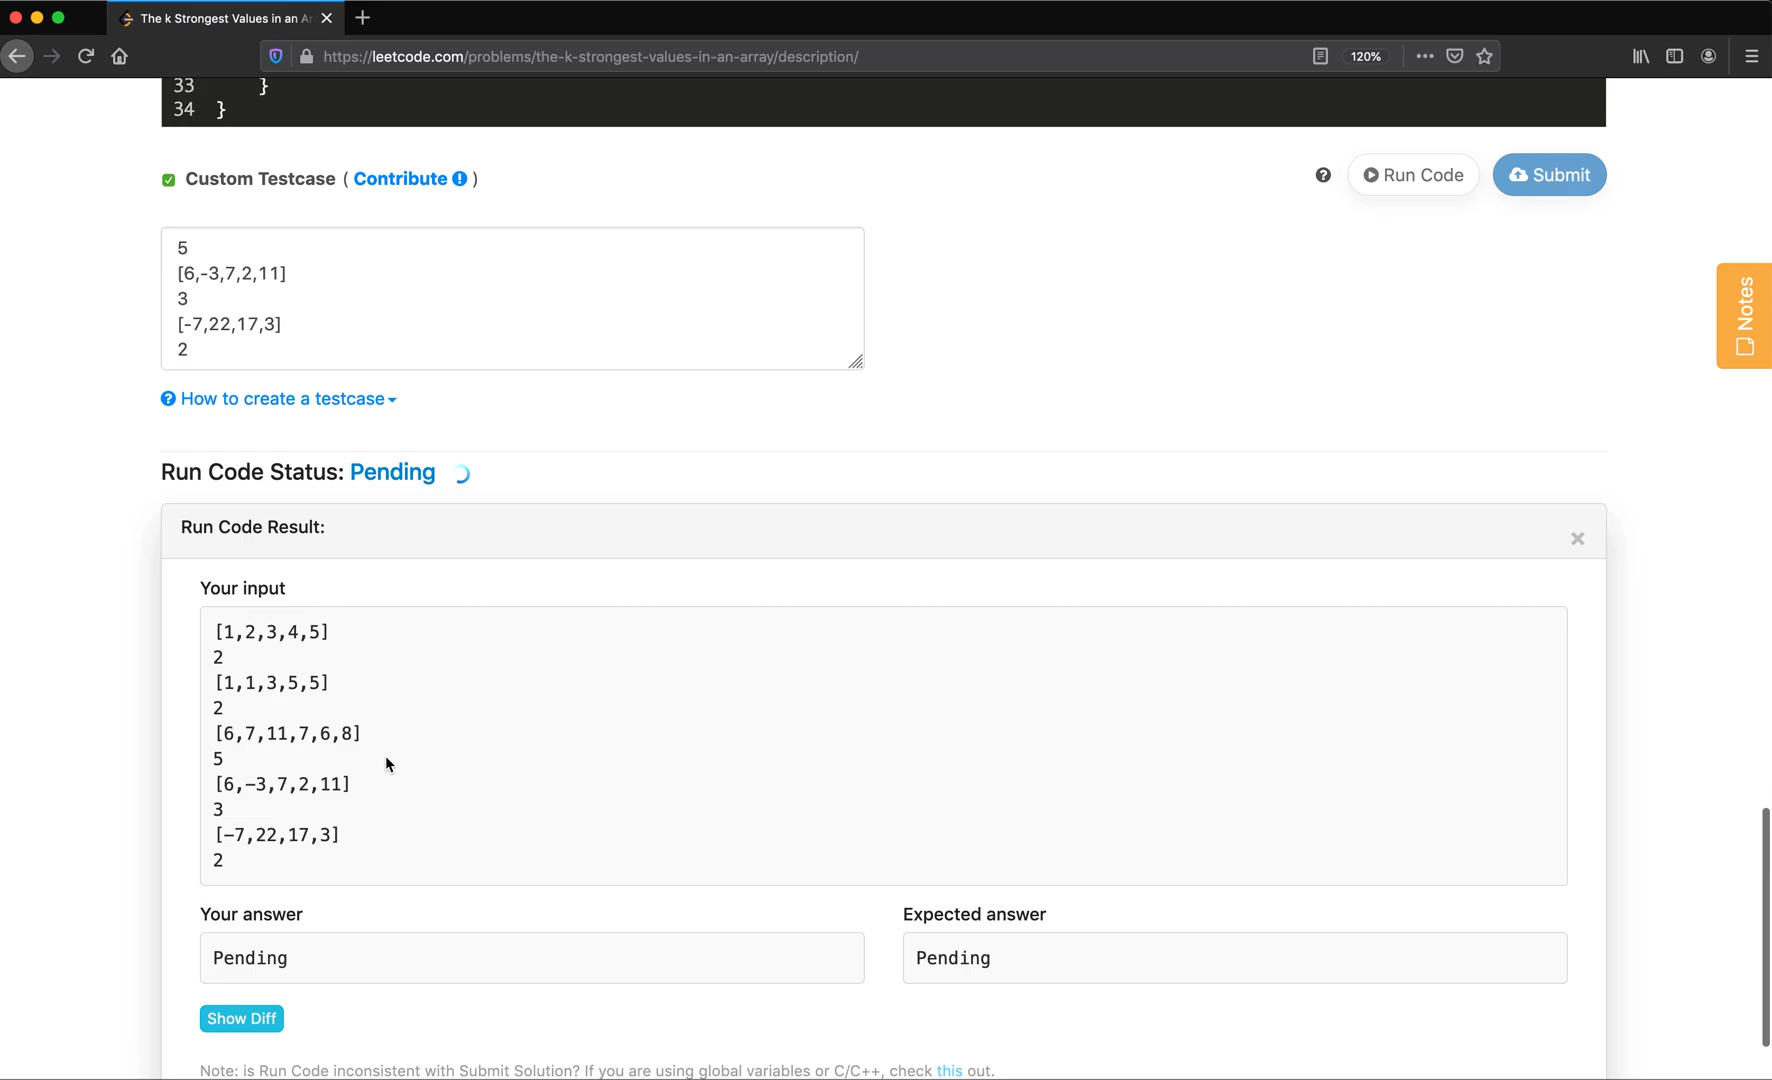 The k Strongest Values in an Ar
https://leetcode.com/problems/the-k-strongest-values-in-an-array/description/
120%
33 }
34 }
Custom Testcase ( Contribute )
Run Code
Submit
5
[6,-3,7,2,11]
3
[-7,22,17,3]
2
Notes
How to create a testcase
Run Code Status: Pending
Run Code Result:
Your input
[1,2,3,4,5]
2
[1,1,3,5,5]
2
[6,7,11,7,6,8]
5
[6,-3,7,2,11]
3
[-7,22,17,3]
2
Your answer
Expected answer
Pending
Pending
Show Diff
Note: is Run Code inconsistent with Submit Solution? If you are using global variables or C/C++, check this out.